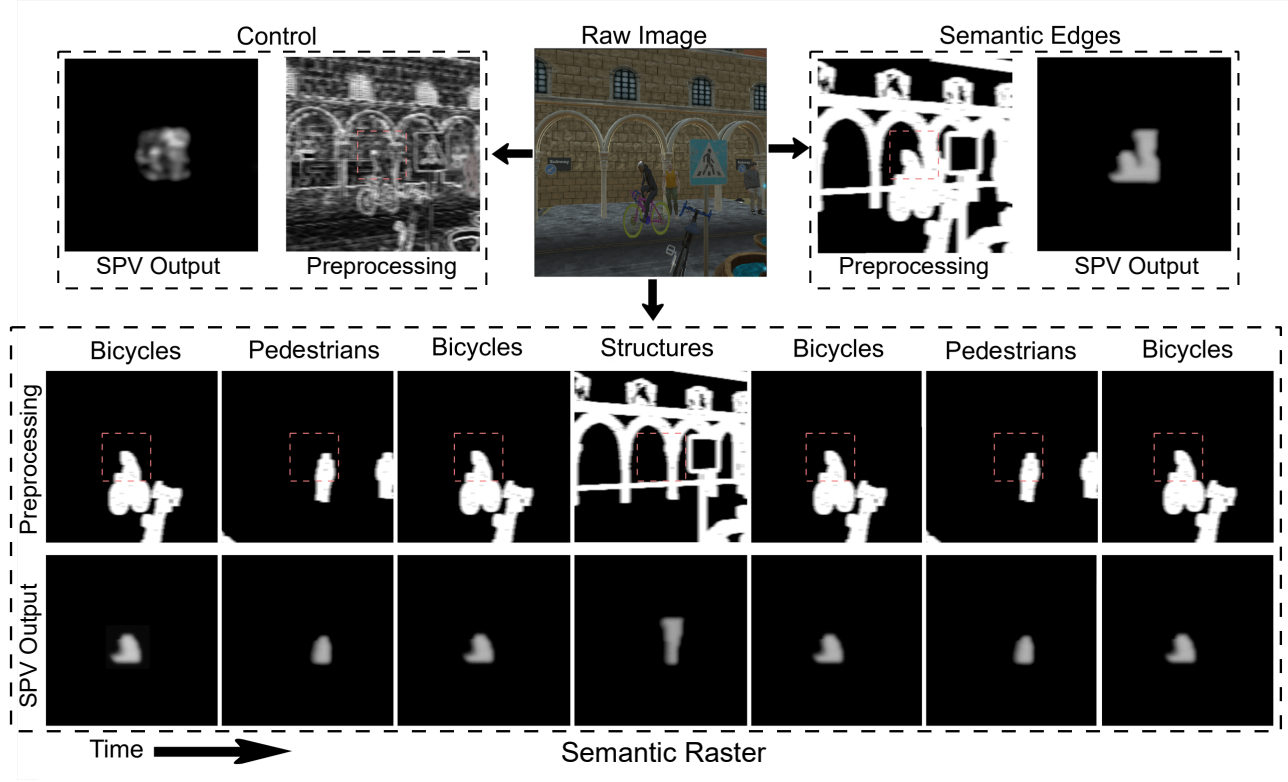 Control
Raw Image
Semantic Edges
SPV Output
Preprocessing
Preprocessing
SPV Output
Bicycles
Pedestrians
Bicycles
Structures
Bicycles
Pedestrians
Bicycles
Preprocessing
SPV Output
Time
Semantic Raster